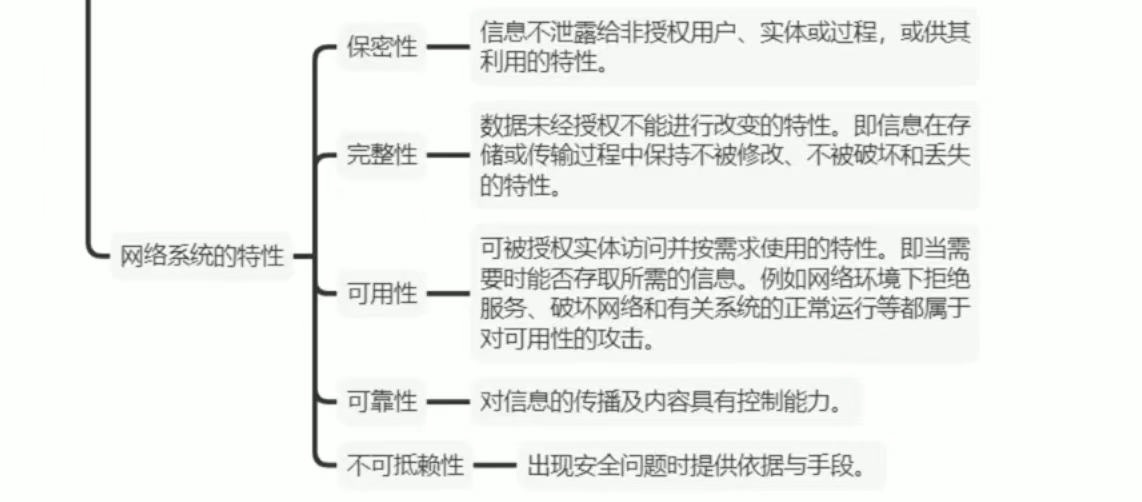 保密性
信息不泄露给非授权用户、实体或过程，或供其
利用的特性。
完整性
数据未经授权不能进行改变的特性。即信息在存
储或传输过程中保持不被修改、不被破坏和丢失
的特性。
网络系统的特性
可用性
可被授权实体访问并按需求使用的特性。即当需
要时能否存取所需的信息。例如网络环境下拒绝
服务、破坏网络和有关系统的正常运行等都属于
对可用性的攻击。
可靠性
对信息的传播及内容具有控制能力。
不可抵赖性
出现安全问题时提供依据与手段。